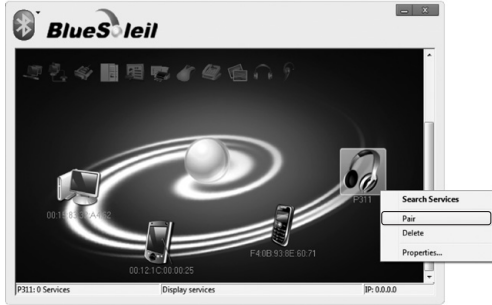 BlueSoleil
P311
Search Services
Pair
Delete
Properties...
F4:0B:93:8E:60:71
00:12:1C:00:00:25
P311: 0 Services
Display services
IP: 0.0.0.0